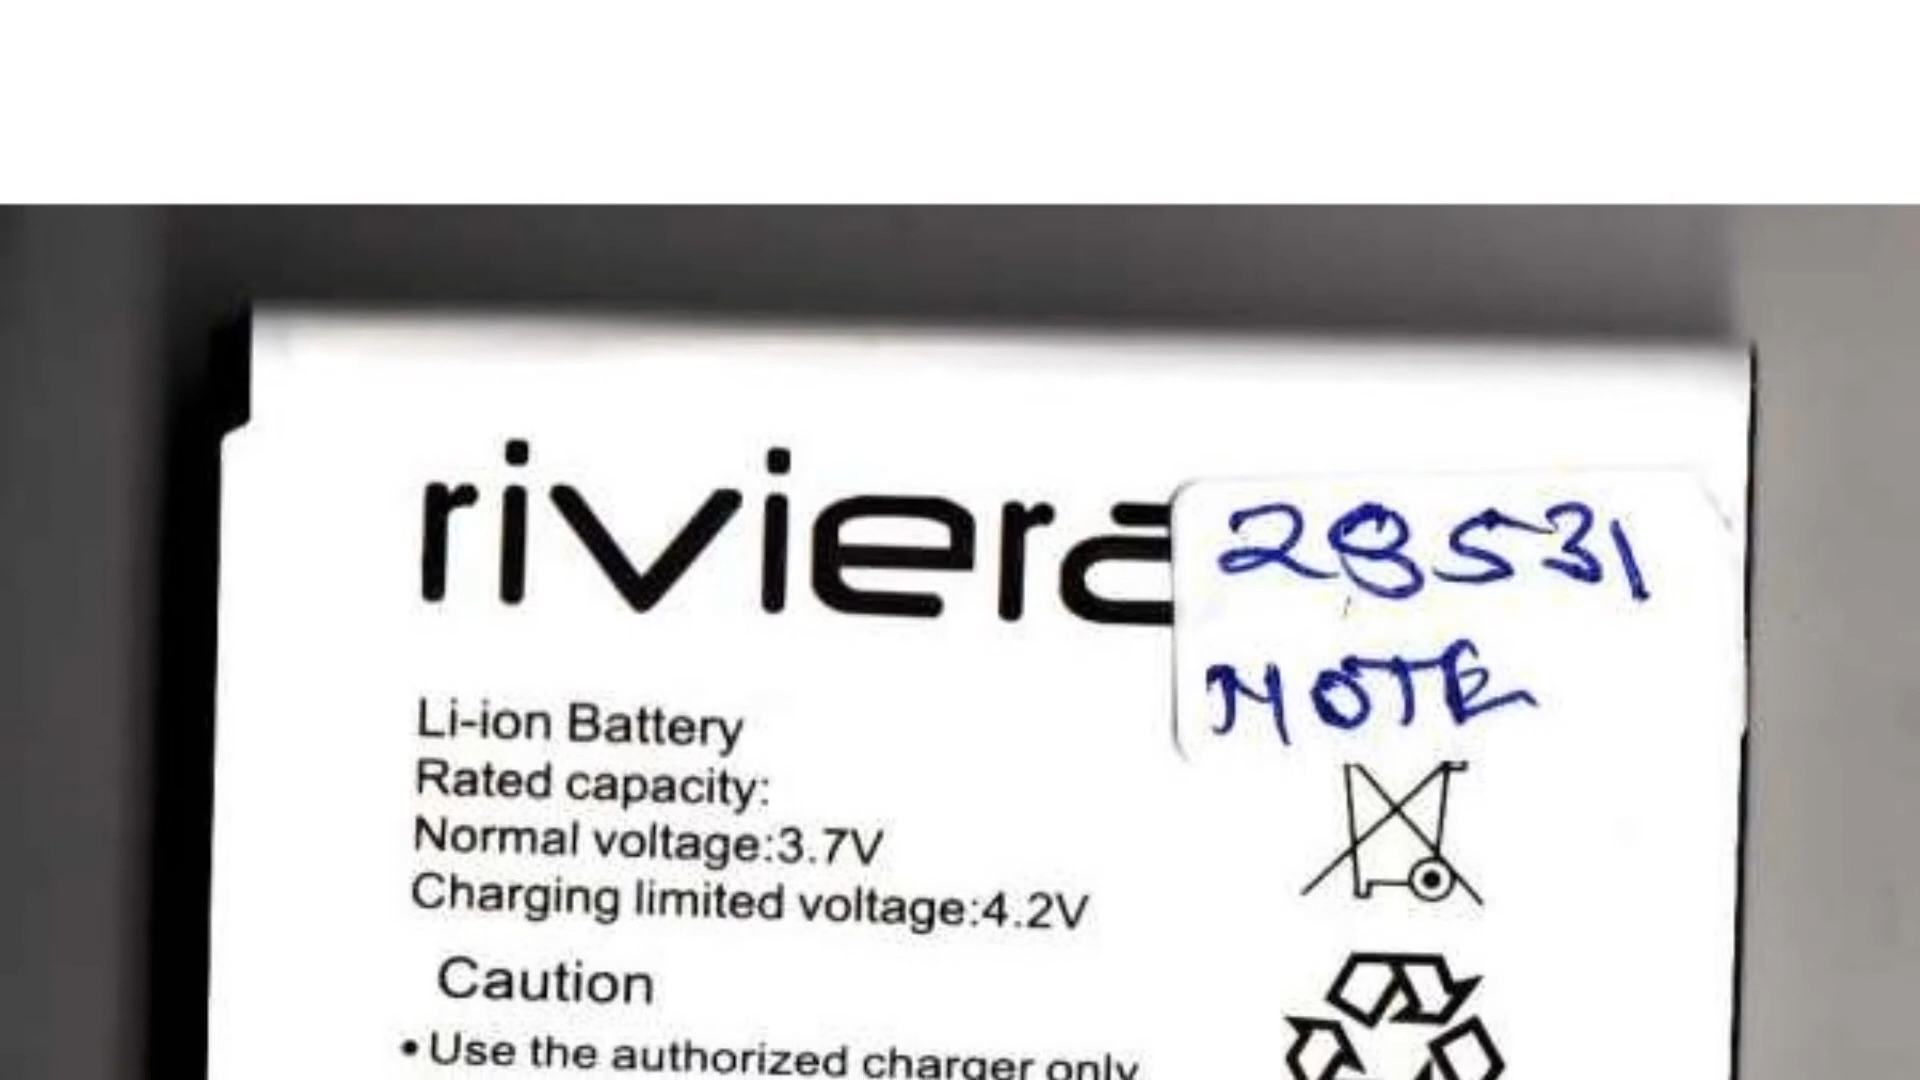 riviera
28531
NOTE
Li-ion Battery
Rated capacity:
Normal voltage:3.7V
Charging limited voltage:4.2V
Caution
• Use the authorized charger only